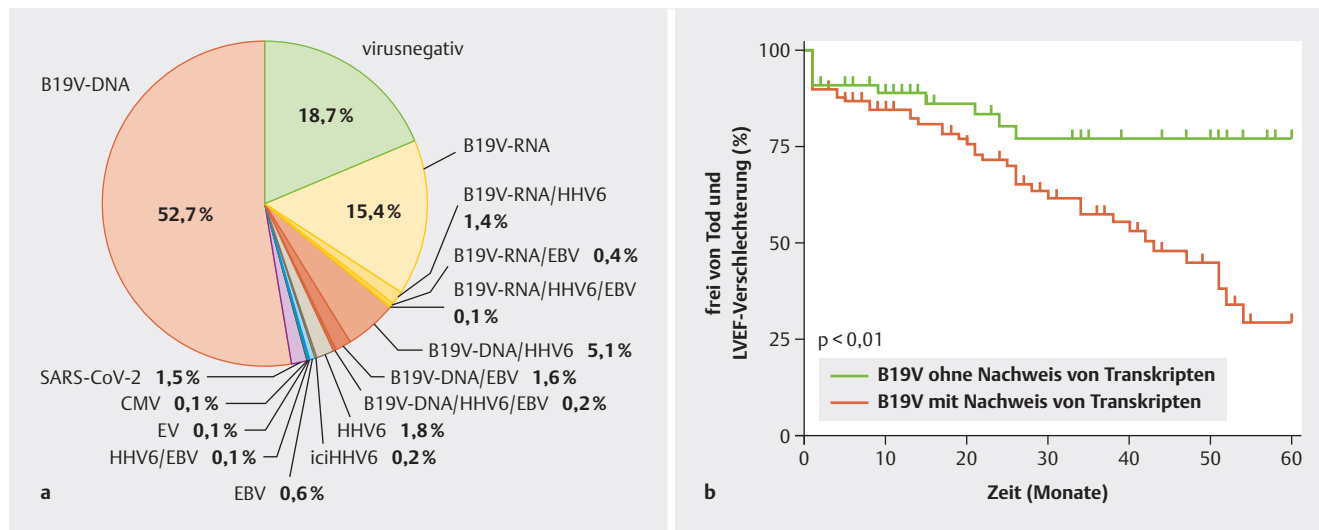 virusnegativ
B19V-DNA
18,7 %
B19V-RNA
15,4 %
B19V-RNA/HHV6
1,4 %
52,7 %
B19V-RNA/EBV 0,4 %
B19V-RNA/HHV6/EBV
0,1 %
B19V-DNA/HHV6 5,1 %
B19V-DNA/EBV 1,6 %
B19V-DNA/HHV6/EBV 0,2 %
HHV6 1,8 %
iciHHV6 0,2 %
EBV 0,6 %
HHV6/EBV 0,1 %
EV 0,1 %
CMV 0,1 %
SARS-CoV-2 1,5 %
a
frei von Tod und
LVEF-Verschlechterung (%)
100
75
50
25
0
p < 0,01
B19V ohne Nachweis von Transkripten
B19V mit Nachweis von Transkripten
0 10 20 30 40 50 60
Zeit (Monate)
b